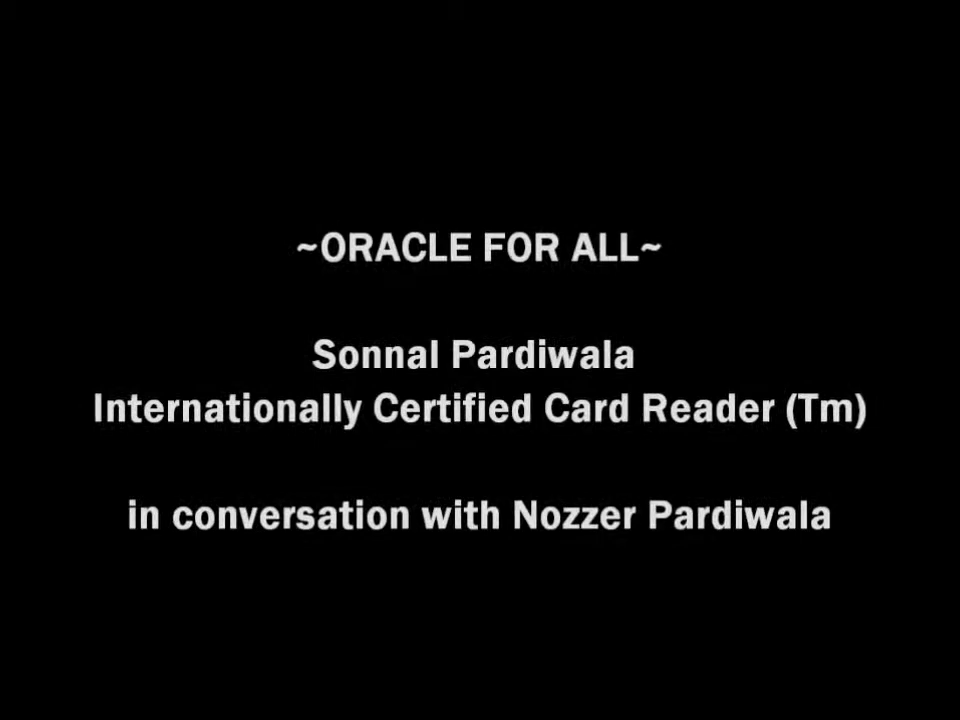 ~ORACLE FOR ALL~
Sonnal Pardiwala
Internationally Certified Card Reader (Tm)
in conversation with Nozzer Pardiwala